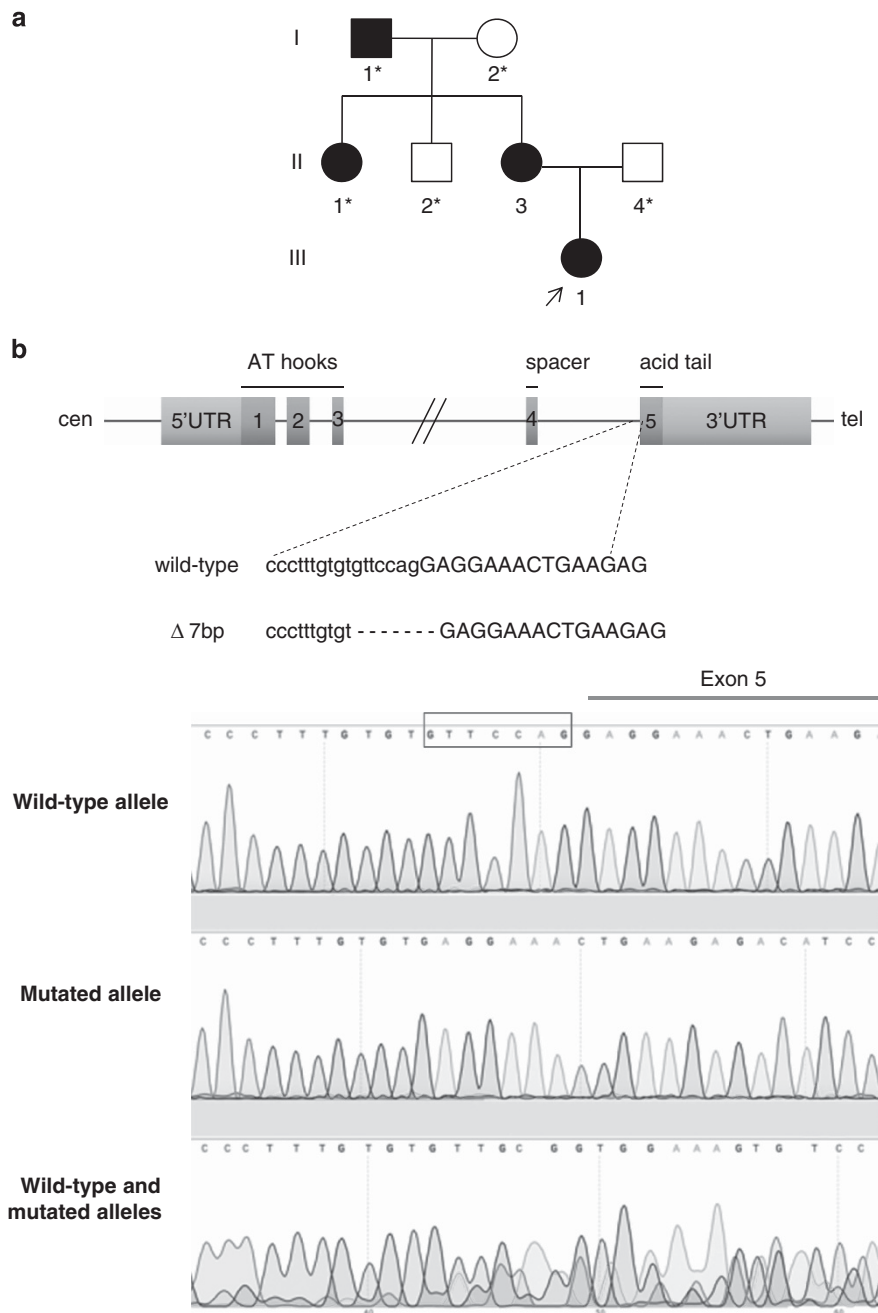 a
I
1*
2*
II
1*
2*
3
4*
III
1
b
AT hooks
spacer
acid tail
cen
5'UTR
1
2
3
4
5
3'UTR
tel
wild-type ccctttgtgtgttccagGAGGAAACTGAAGAG
Δ 7bp ccctttgtgt - - - - - - - GAGGAAACTGAAGAG
Exon 5
C C C T T T G T G T G T T C C A G G A G G A A A C T G A A G A
Wild-type allele
C C C T T T G T G T G A G G A A A C T G A A G A G A C A T C C
Mutated allele
C C C T T T G T G T G T T G C G G T G G A A A G T G T C C
Wild-type and
mutated alleles